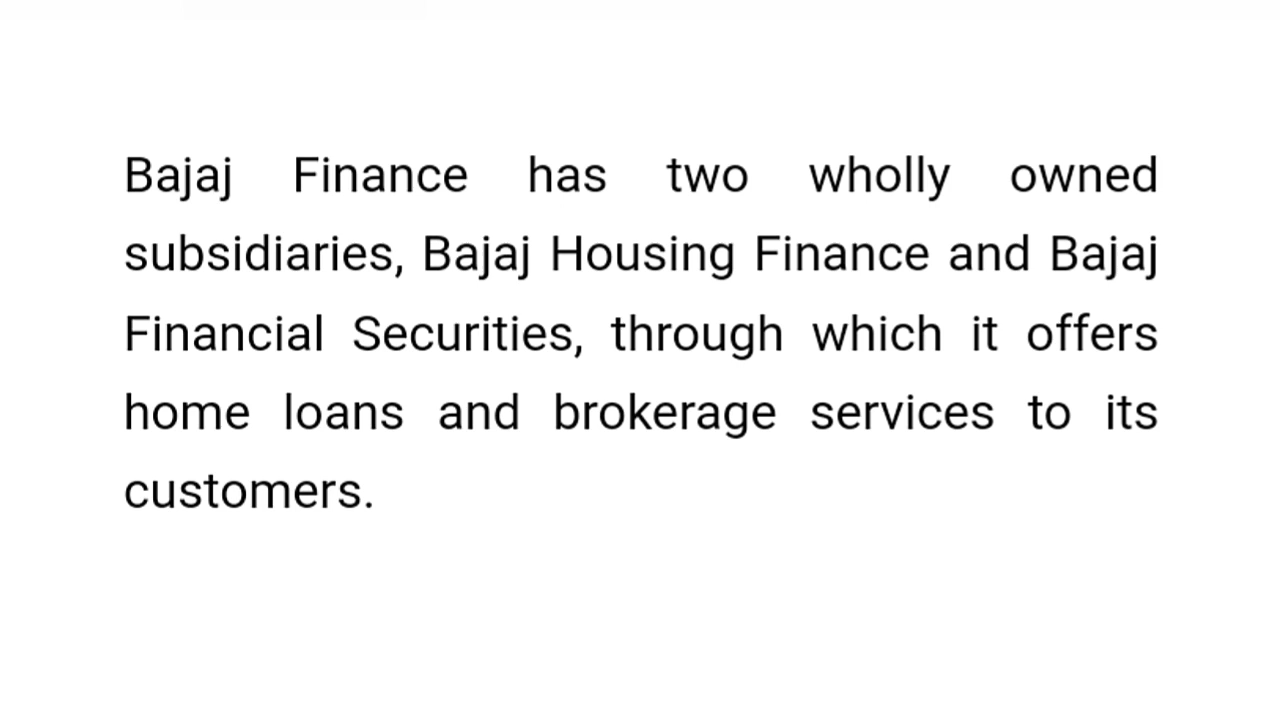 Bajaj Finance has two wholly owned
subsidiaries, Bajaj Housing Finance and Bajaj
Financial Securities, through which it offers
home loans and brokerage services to its
customers.